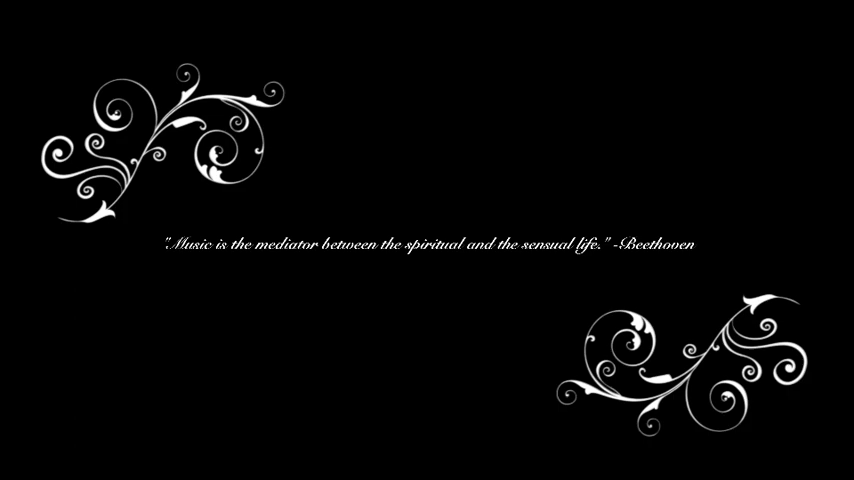 "Music is the mediator between the spiritual and the sensual life." -Beethoven